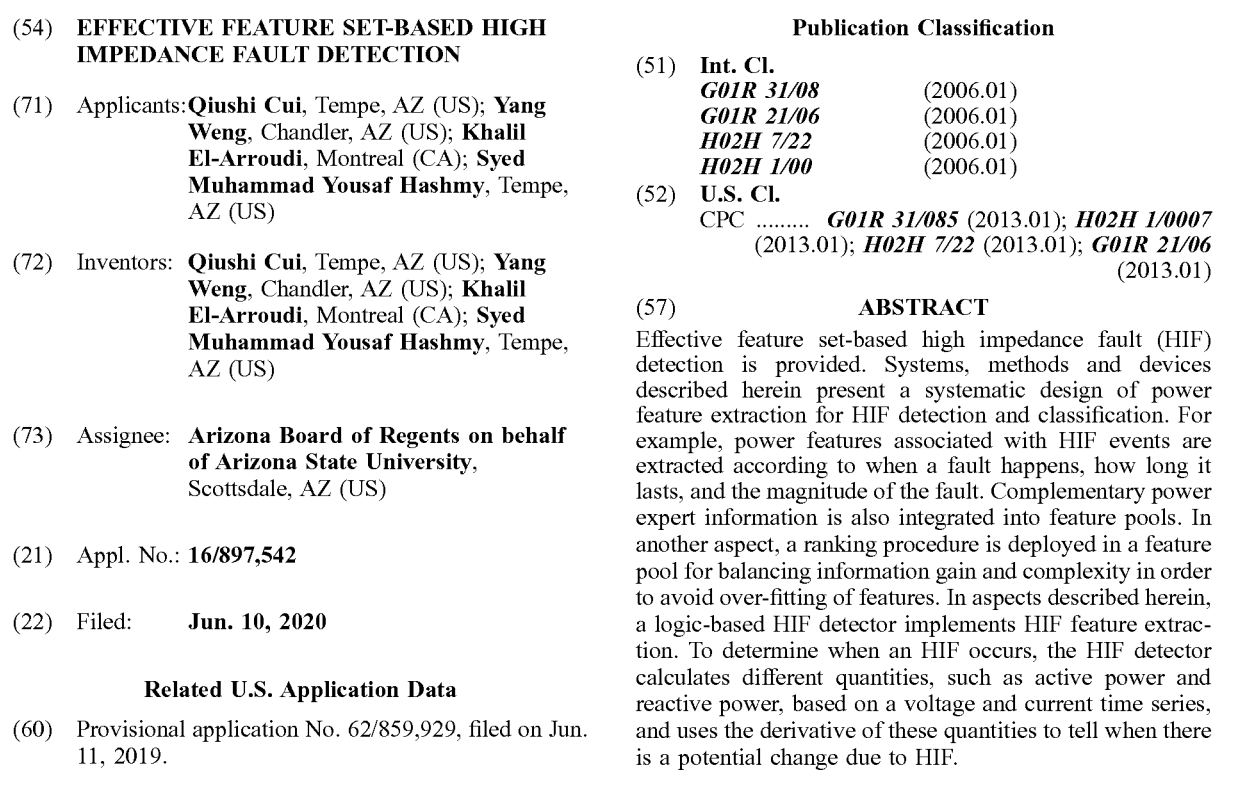 (54) EFFECTIVE FEATURE SET-BASED HIGH
IMPEDANCE FAULT DETECTION
(71) Applicants: Qiushi Cui, Tempe, AZ (US); Yang
Weng, Chandler, AZ (US); Khalil
El-Arroudi, Montreal (CA); Syed
Muhammad Yousaf Hashmy, Tempe,
AZ (US)
(72) Inventors: Qiushi Cui, Tempe, AZ (US); Yang
Weng, Chandler, AZ (US); Khalil
El-Arroudi, Montreal (CA); Syed
Muhammad Yousaf Hashmy, Tempe,
AZ (US)
(73) Assignee: Arizona Board of Regents on behalf
of Arizona State University,
Scottsdale, AZ (US)
(21) Appl. No.: 16/897,542
(22) Filed: Jun. 10, 2020
Related U.S. Application Data
(60) Provisional application No. 62/859,929, filed on Jun.
11, 2019.
Publication Classification
(51) Int. Cl.
G01R 31/08 (2006.01)
G01R 21/06 (2006.01)
H02H 7/22 (2006.01)
H02H 1/00 (2006.01)
(52) U.S. Cl.
CPC ......... G01R 31/085 (2013.01); H02H 1/0007
(2013.01); H02H 7/22 (2013.01); G01R 21/06
(2013.01)
(57) ABSTRACT
Effective feature set-based high impedance fault (HIF)
detection is provided. Systems, methods and devices
described herein present a systematic design of power
feature extraction for HIF detection and classification. For
example, power features associated with HIF events are
extracted according to when a fault happens, how long it
lasts, and the magnitude of the fault. Complementary power
expert information is also integrated into feature pools. In
another aspect, a ranking procedure is deployed in a feature
pool for balancing information gain and complexity in order
to avoid over-fitting of features. In aspects described herein,
a logic-based HIF detector implements HIF feature extrac-
tion. To determine when an HIF occurs, the HIF detector
calculates different quantities, such as active power and
reactive power, based on a voltage and current time series,
and uses the derivative of these quantities to tell when there
is a potential change due to HIF.